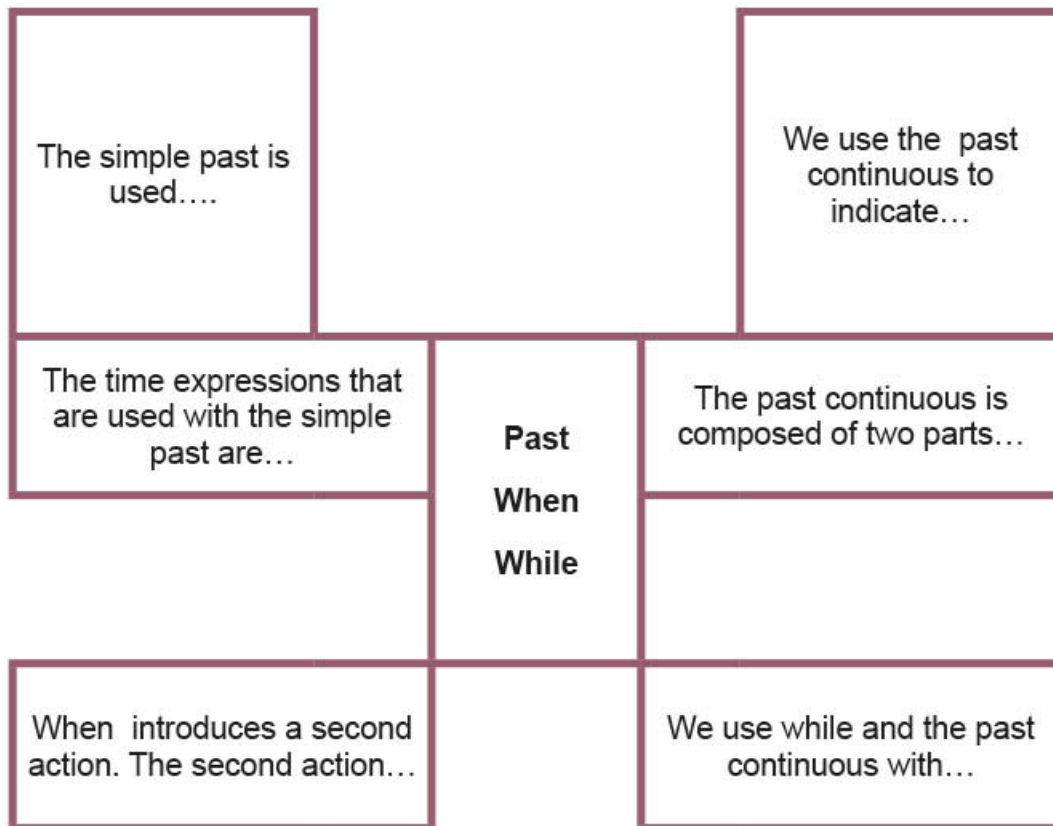 The simple past is
used….
We use the  past
continuous to
indicate…
The time expressions that
are used with the simple
past are…
Past
When
While
The past continuous is
composed of two parts…
When  introduces a second
action. The second action…
We use while and the past
continuous with…